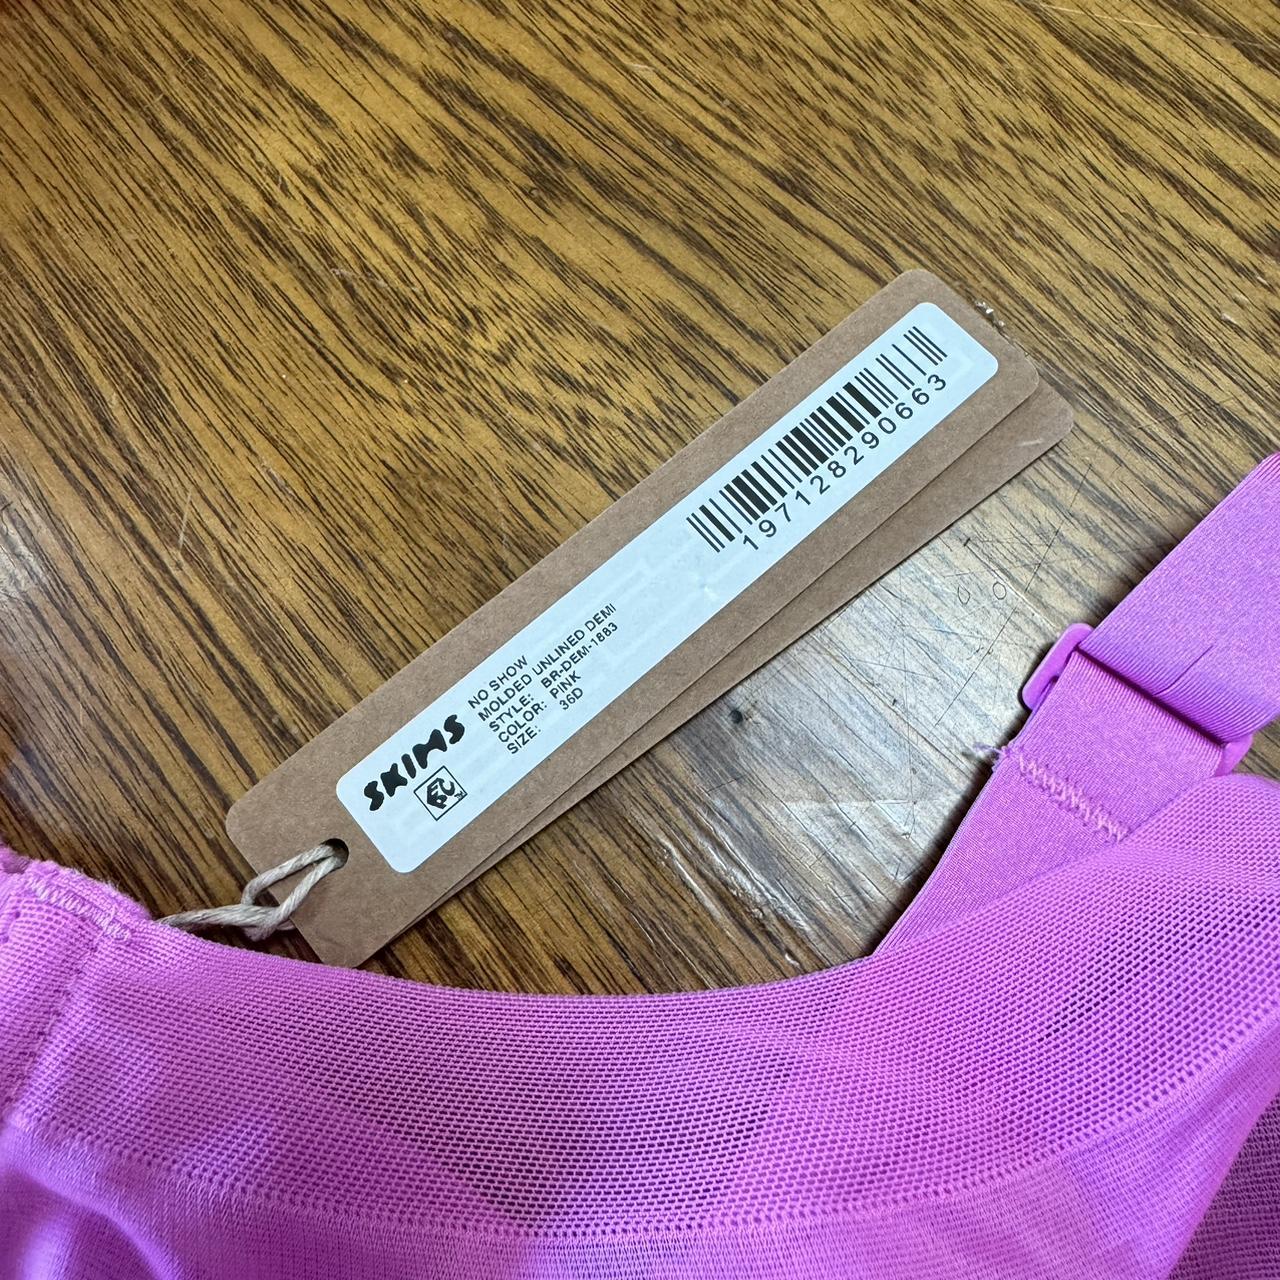 SKIMS
NO SHOW
MOLDED UNLINED DEMI
STYLE: BR-DEM-1883
COLOR: PINK
SIZE: 36D
197128290663